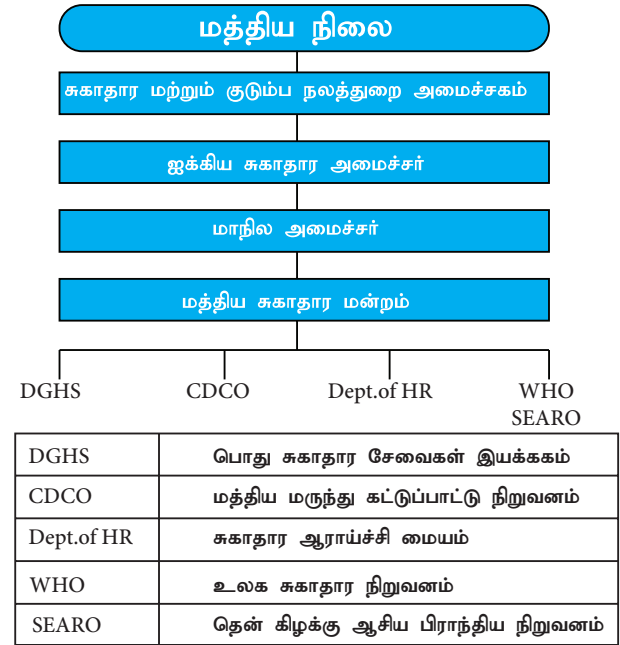 மத்திய நிலை
சுகாதார மற்றும் குடும்ப நலத்துறை அமைச்சகம்
ஐக்கிய சுகாதார அமைச்சர்
மாநில அமைச்சர்
மத்திய சுகாதார மன்றம்
DGHS CDCO Dept.of HR WHO
SEARO
DGHS பொது சுகாதார சேவைகள் இயக்ககம்
CDCO மத்திய மருந்து கட்டுப்பாட்டு நிறுவனம்
Dept.of HR சுகாதார ஆராய்ச்சி மையம்
WHO உலக சுகாதார நிறுவனம்
SEARO தென் கிழக்கு ஆசிய பிராந்திய நிறுவனம்